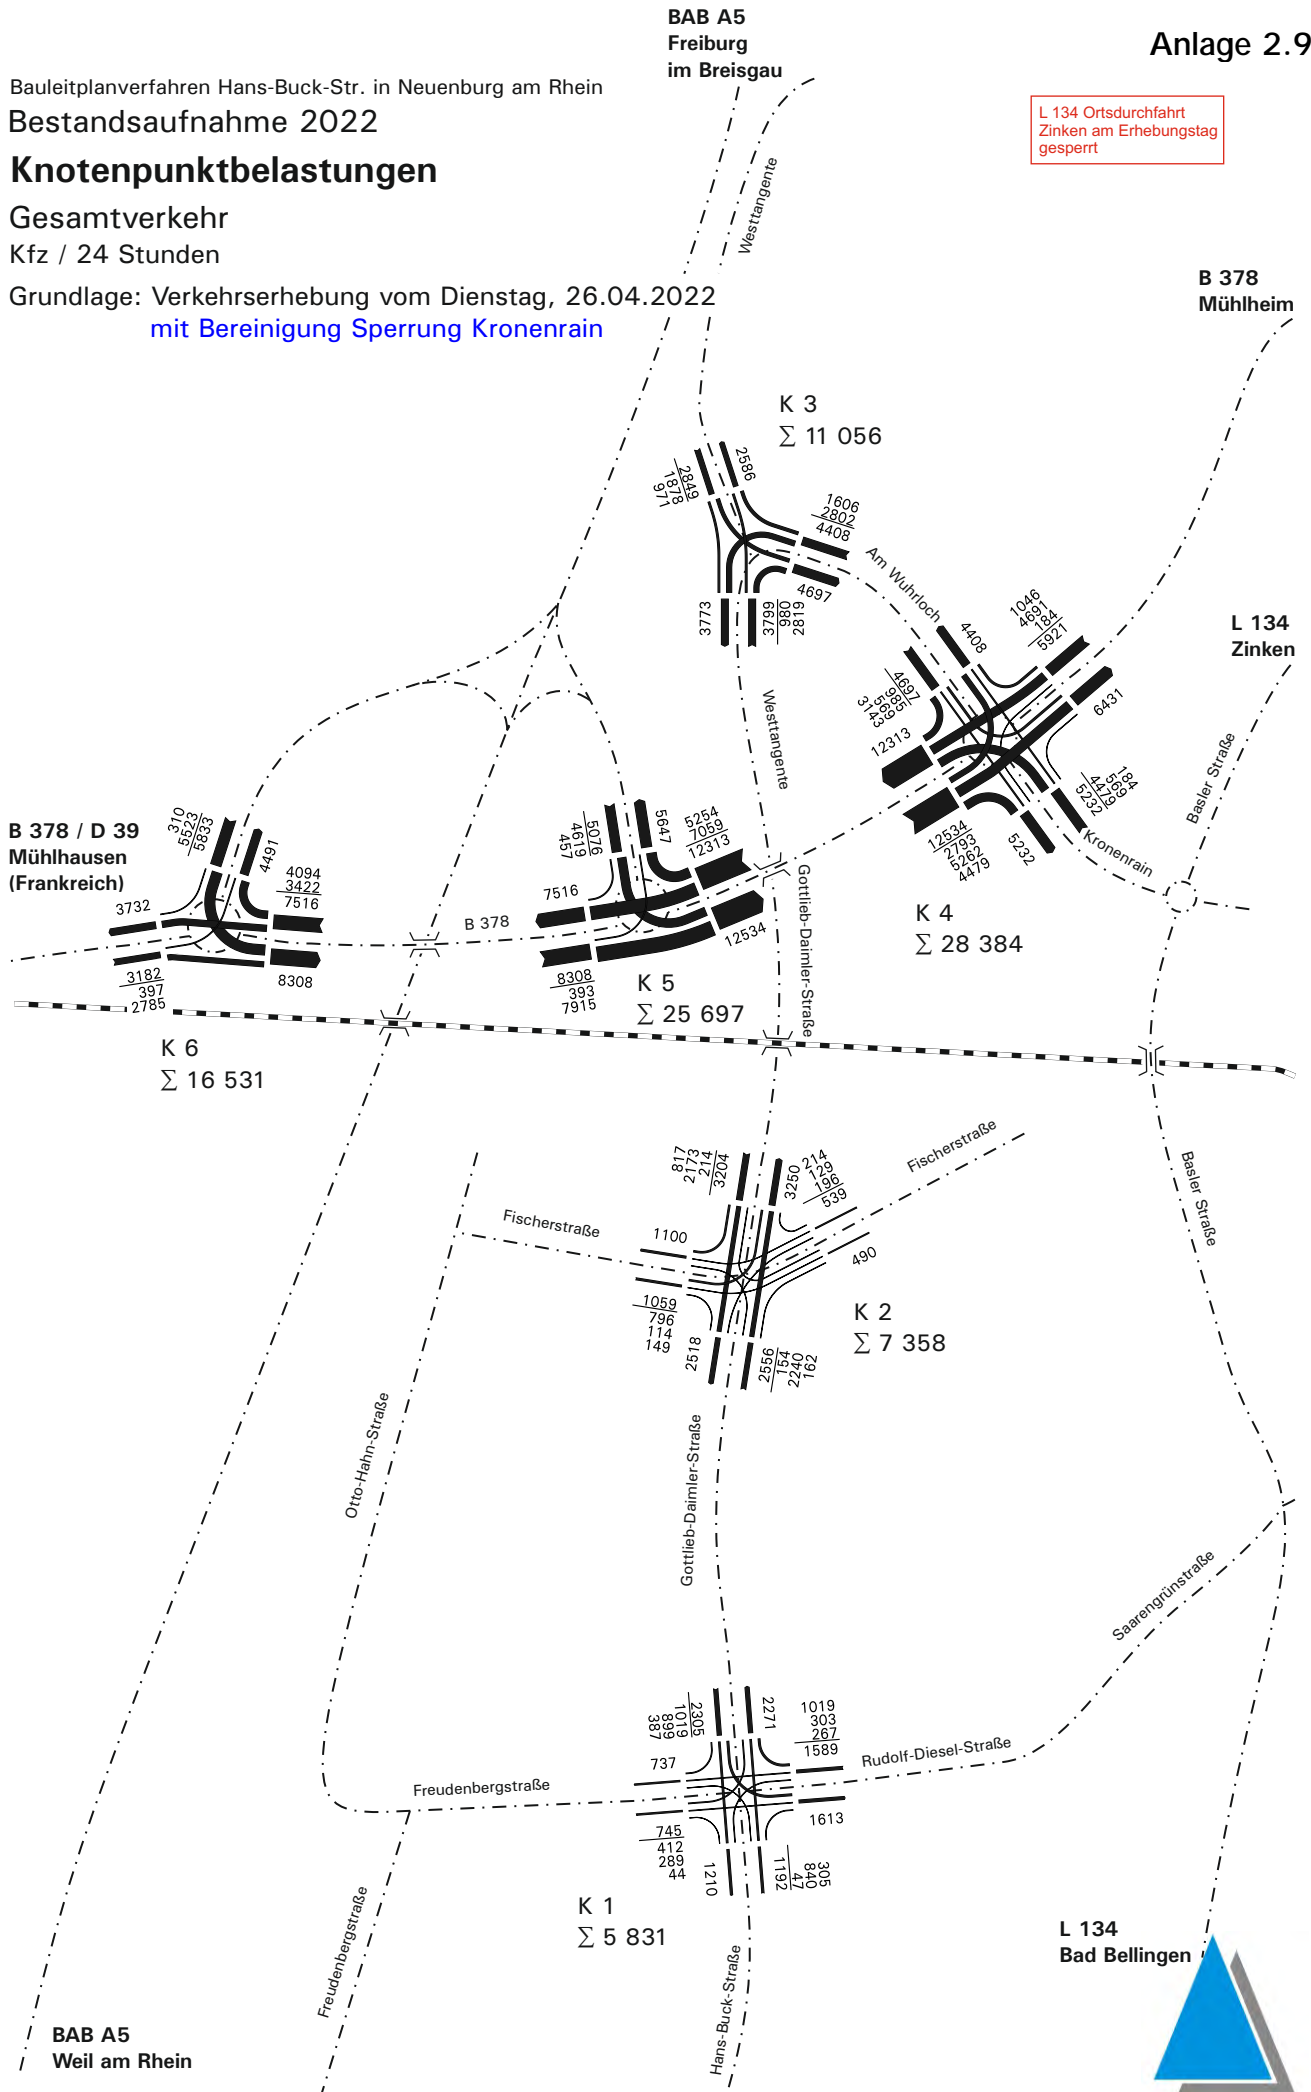 BAB A5
Freiburg
im Breisgau
Anlage 2.9
Bauleitplanverfahren Hans-Buck-Str. in Neuenburg am Rhein
Bestandsaufnahme 2022
Knotenpunktbelastungen
Gesamtverkehr
Kfz / 24 Stunden
Grundlage: Verkehrserhebung vom Dienstag, 26.04.2022
mit Bereinigung Sperrung Kronenrain
L 134 Ortsdurchfahrt
Zinken am Erhebungstag
gesperrt
Westtangente
B 378
Mühlheim
K 3
∑ 11 056
2849
1878
971
2586
1606
2802
4408
4697
3773
3799
980
2819
Am Wuhrloch
L 134
Zinken
4408
1046
4691
184
5921
4697
985
569
3143
12313
6431
184
569
4479
5232
12534
2793
5262
4479
5232
Kronenrain
Basler Straße
K 4
∑ 28 384
Westtangente
B 378 / D 39
Mühlhausen
(Frankreich)
310
5523
5833
4491
4094
3422
7516
3732
3182
397
2785
8308
K 6
∑ 16 531
B 378
5076
4619
457
5647
5254
7059
12313
7516
12534
8308
393
7915
K 5
∑ 25 697
Gottlieb-Daimler-Straße
817
2173
214
3204
3250
214
129
196
539
Fischerstraße
Fischerstraße
1100
490
1059
796
114
149
2518
2556
154
2240
162
K 2
∑ 7 358
Basler Straße
Otto-Hahn-Straße
Gottlieb-Daimler-Straße
Saarengrünstraße
2305
1019
899
387
2271
1019
303
267
1589
737
Rudolf-Diesel-Straße
Freudenbergstraße
745
412
289
44
1613
1210
1192
47
840
305
K 1
∑ 5 831
Freudenbergstraße
Hans-Buck-Straße
L 134
Bad Bellingen
BAB A5
Weil am Rhein